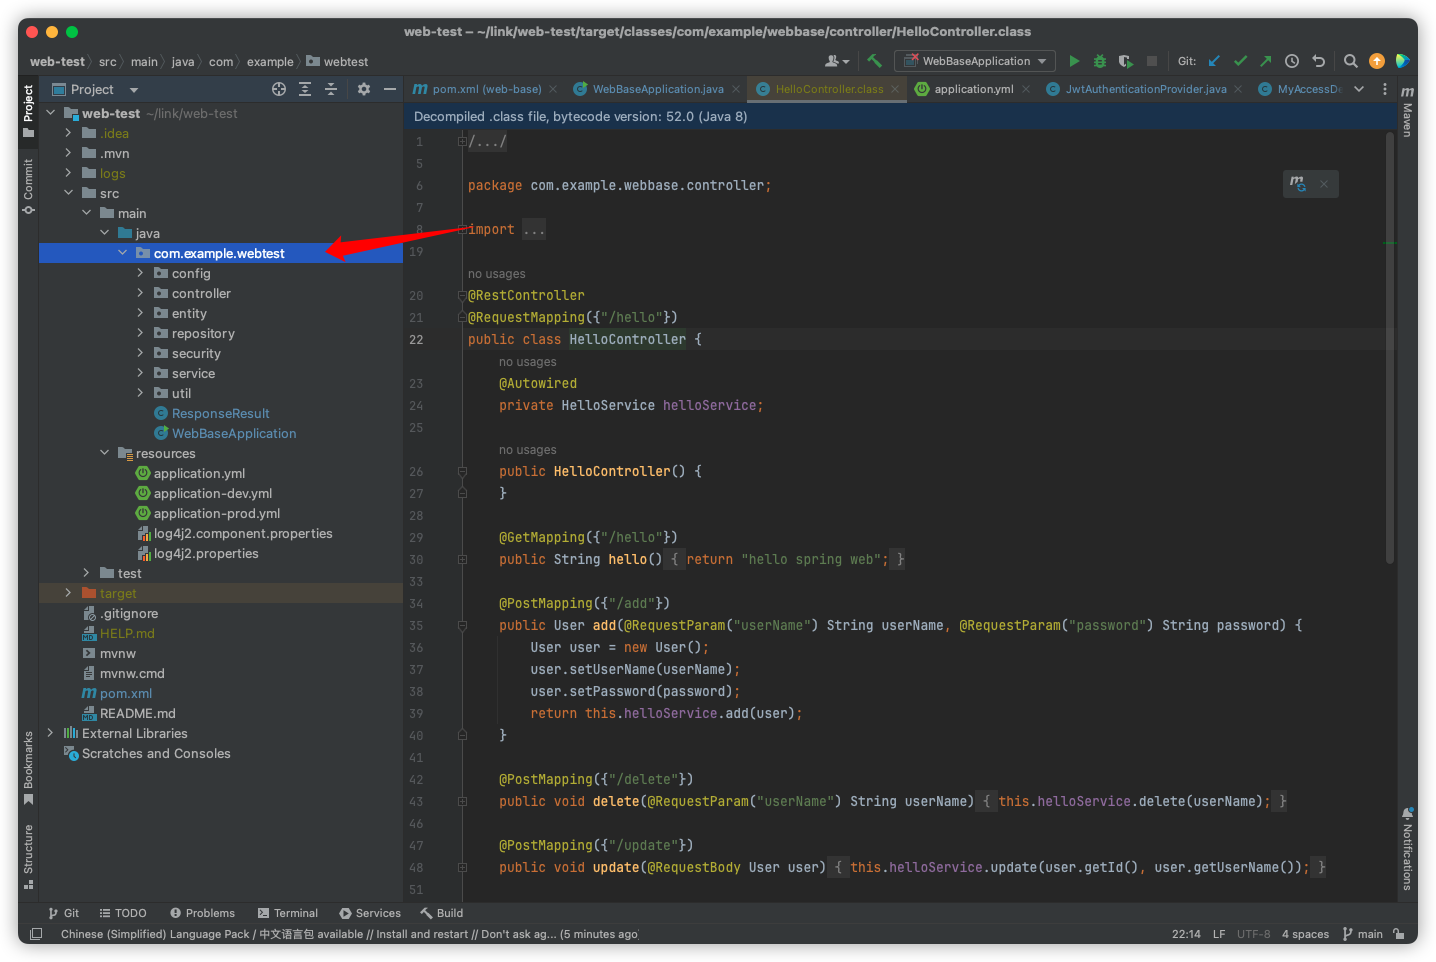 web-test – ~/link/web-test/target/classes/com/example/webbase/controller/HelloController.class
web-test src main java com example webtest
WebBaseApplication
Git:
Project
pom.xml (web-base)
WebBaseApplication.java
HelloController.class
application.yml
JwtAuthenticationProvider.java
MyAccessDe
Project
Commit
Bookmarks
Structure
web-test ~/link/web-test
.idea
.mvn
logs
src
main
java
com.example.webtest
config
controller
entity
repository
security
service
util
ResponseResult
WebBaseApplication
resources
application.yml
application-dev.yml
application-prod.yml
log4j2.component.properties
log4j2.properties
test
target
.gitignore
HELP.md
mvnw
mvnw.cmd
pom.xml
README.md
External Libraries
Scratches and Consoles
Decompiled .class file, bytecode version: 52.0 (Java 8)
1 /.../
5
6 package com.example.webbase.controller;
7
8 import ...
19
no usages
20 @RestController
21 @RequestMapping({"/hello"})
22 public class HelloController {
no usages
23 @Autowired
24 private HelloService helloService;
25
no usages
26 public HelloController() {
27 }
28
29 @GetMapping({"/hello"})
30 public String hello() { return "hello spring web"; }
33
34 @PostMapping({"/add"})
35 public User add(@RequestParam("userName") String userName, @RequestParam("password") String password) {
36 User user = new User();
37 user.setUserName(userName);
38 user.setPassword(password);
39 return this.helloService.add(user);
40 }
41
42 @PostMapping({"/delete"})
43 public void delete(@RequestParam("userName") String userName) { this.helloService.delete(userName); }
46
47 @PostMapping({"/update"})
48 public void update(@RequestBody User user) { this.helloService.update(user.getId(), user.getUserName()); }
51
m
Maven
Notifications
Git TODO Problems Terminal Services Build
Chinese (Simplified) Language Pack / 中文语言包 available // Install and restart // Don't ask ag... (5 minutes ago)
22:14 LF UTF-8 4 spaces main